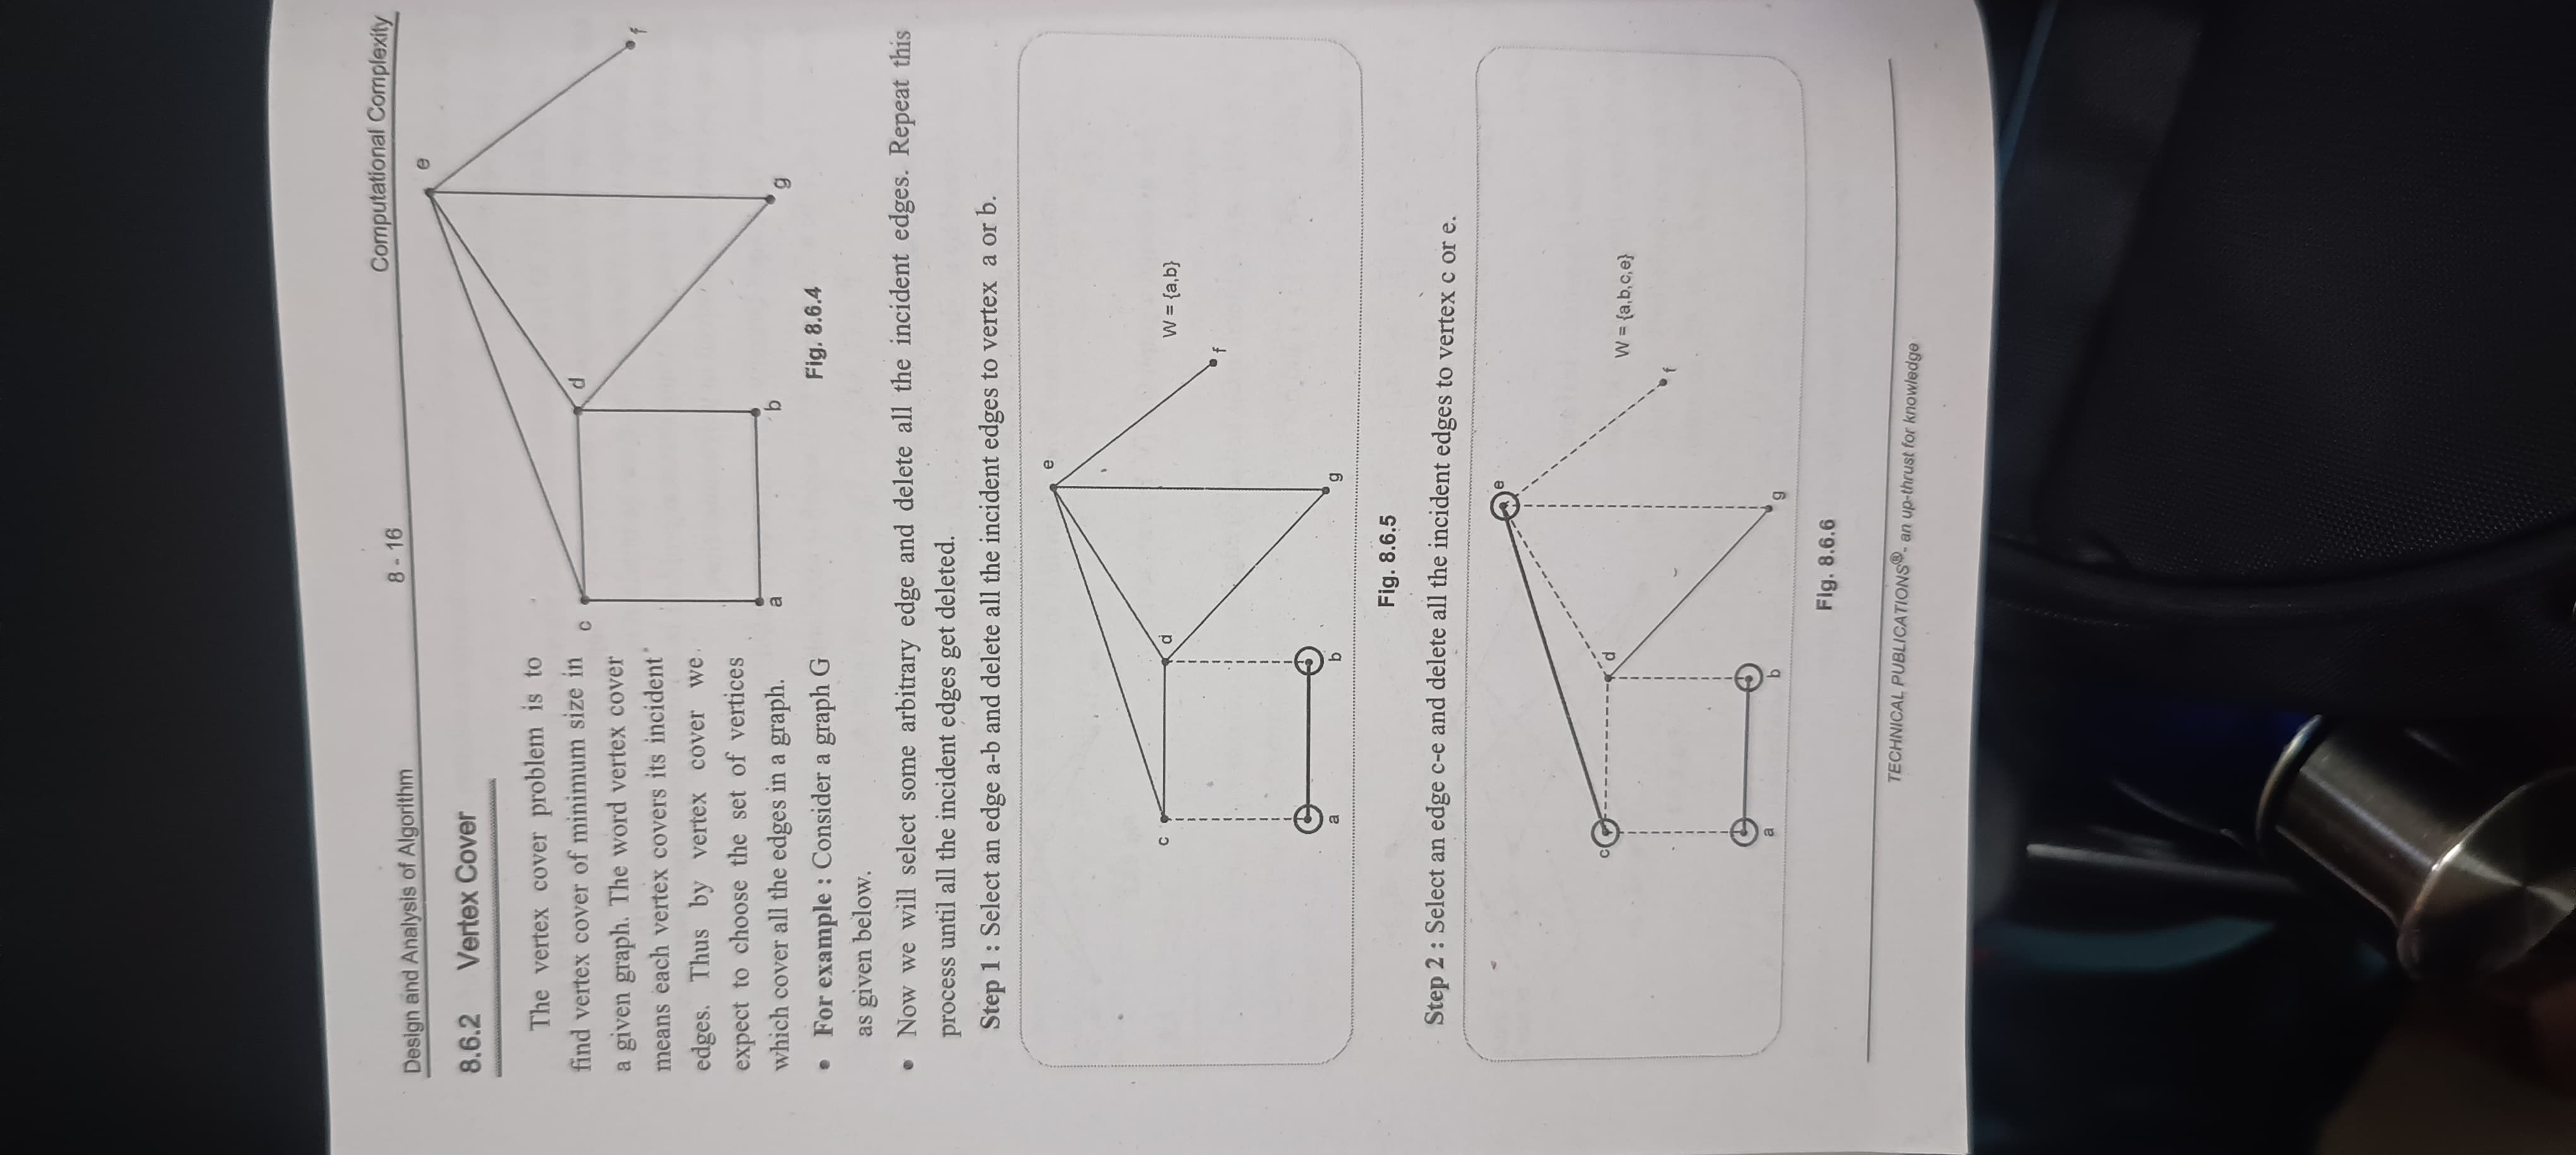 Design and Analysis of Algorithm
8 - 16
Computational Complexity
8.6.2 Vertex Cover
The vertex cover problem is to
find vertex cover of minimum size in
a given graph. The word vertex cover
means each vertex covers its incident
edges. Thus by vertex cover we
expect to choose the set of vertices
which cover all the edges in a graph.
e
c
d
f
a
b
g
Fig. 8.6.4
• For example : Consider a graph G
as given below.
• Now we will select some arbitrary edge and delete all the incident edges. Repeat this
process until all the incident edges get deleted.
Step 1 : Select an edge a-b and delete all the incident edges to vertex a or b.
e
c
d
W = {a,b}
f
a
b
g
Fig. 8.6.5
Step 2 : Select an edge c-e and delete all the incident edges to vertex c or e.
e
c
d
W = {a,b,c,e}
f
a
b
g
Fig. 8.6.6
TECHNICAL PUBLICATIONS®- an up-thrust for knowledge